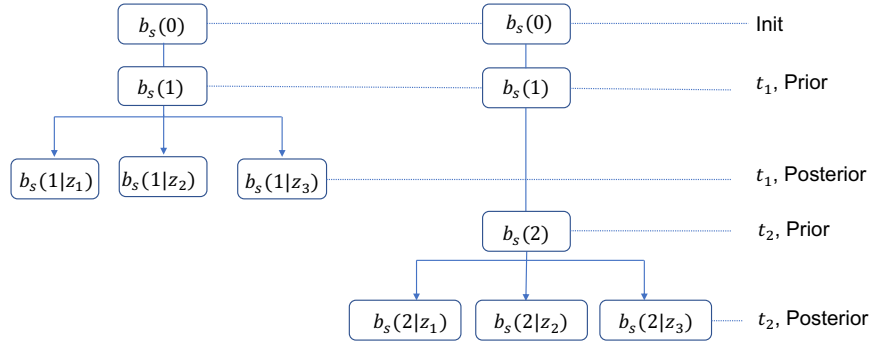 b_s(0) b_s(0) Init
b_s(1) b_s(1) t_1, Prior
b_s(1|z_1) b_s(1|z_2) b_s(1|z_3) t_1, Posterior
b_s(2) t_2, Prior
b_s(2|z_1) b_s(2|z_2) b_s(2|z_3) t_2, Posterior